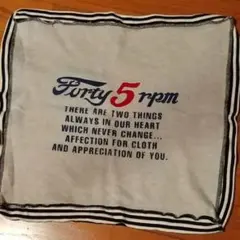 Forty 5 rpm
THERE ARE TWO THINGS
ALWAYS IN OUR HEART
WHICH NEVER CHANGE...
AFFECTION FOR CLOTH
AND APPRECIATION OF YOU.